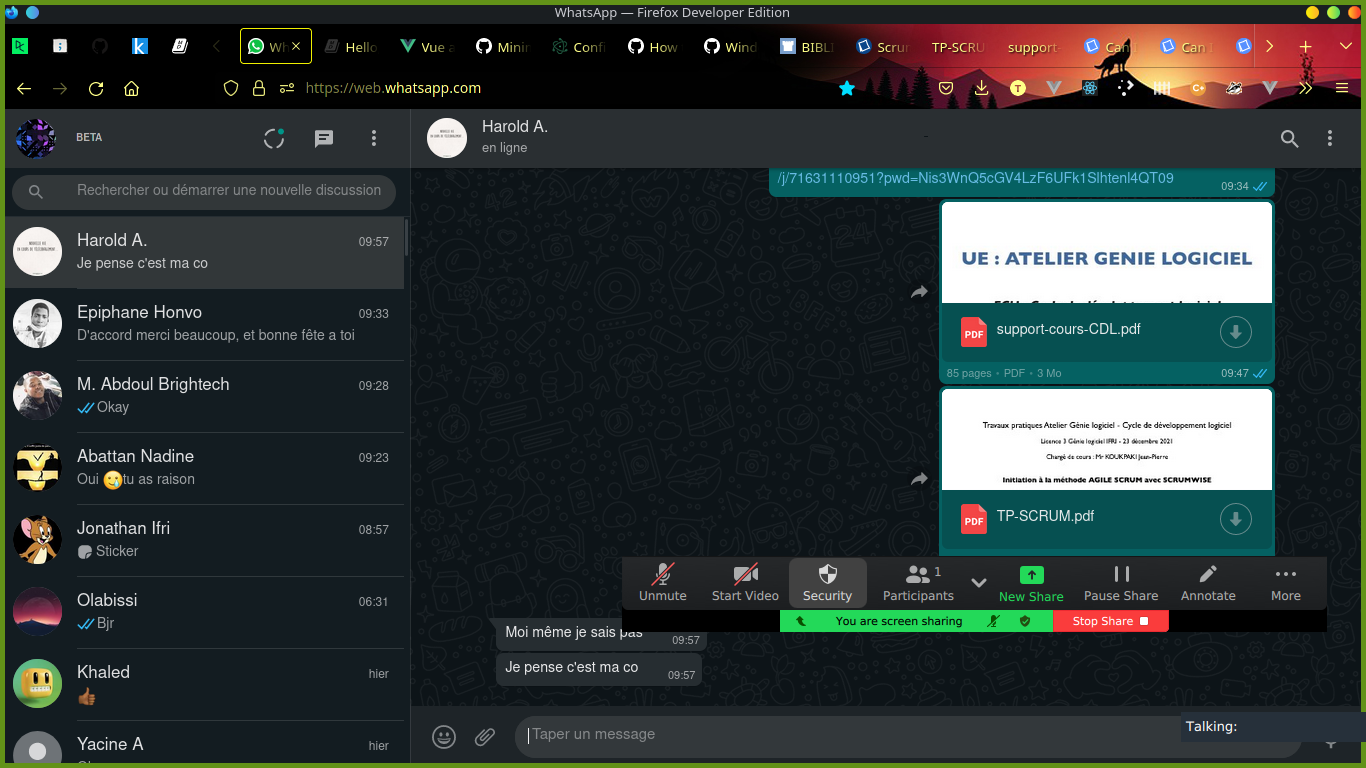 WhatsApp — Firefox Developer Edition
Hello
Vue
Minir
Confi
How
Wind
BIBLI
Scrun
TP-SCRU
support-
Can
Can I
https://web.whatsapp.com
BETA
Rechercher ou démarrer une nouvelle discussion
Harold A. 09:57
Je pense c'est ma co
Epiphane Honvo 09:33
D'accord merci beaucoup, et bonne fête a toi
M. Abdoul Brightech 09:28
Okay
Abattan Nadine 09:23
Oui 🥲tu as raison
Jonathan Ifri 08:57
Sticker
Olabissi 06:31
Bjr
Khaled hier
👍🏾
Yacine A hier
Harold A.
en ligne
/j/71631110951?pwd=Nis3WnQ5cGV4LzF6UFk1Slhtenl4QT09
09:34
UE : ATELIER GENIE LOGICIEL
PDF support-cours-CDL.pdf
85 pages • PDF • 3 Mo 09:47
Travaux pratiques Atelier Génie logiciel - Cycle de développement logiciel
Licence 3 Génie logiciel IFRI - 23 décembre 2021
Chargé de cours : Mr KOUKPAKI Jean-Pierre
Initiation à la méthode AGILE SCRUM avec SCRUMWISE
PDF TP-SCRUM.pdf
Unmute
Start Video
Security
Participants 1
New Share
Pause Share
Annotate
More
You are screen sharing
Stop Share
Moi même je sais pas 09:57
Je pense c'est ma co 09:57
Taper un message
Talking: